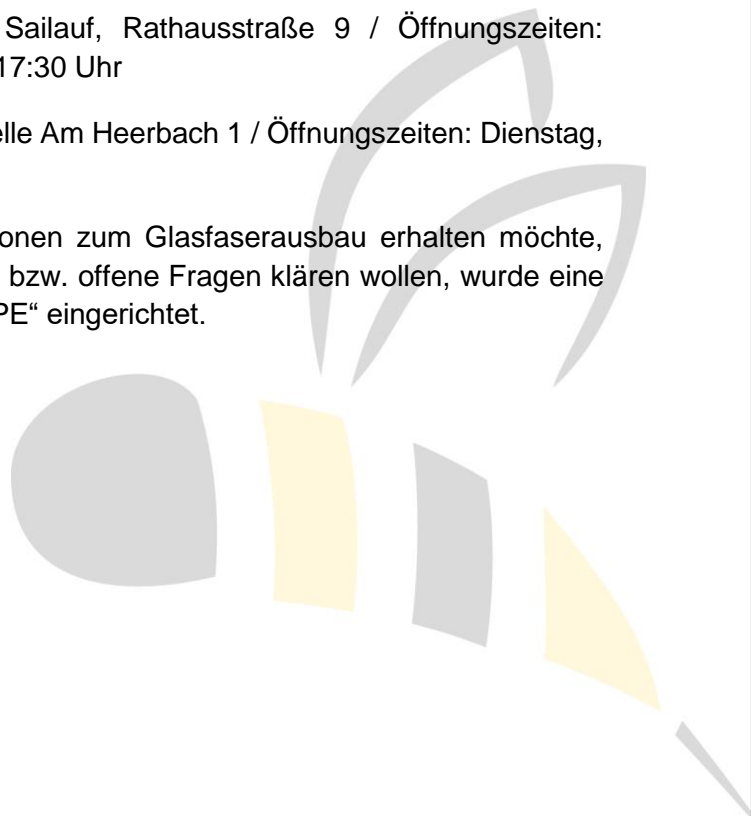 Sailauf, Rathausstraße 9 / Öffnungszeiten:
17:30 Uhr
elle Am Heerbach 1 / Öffnungszeiten: Dienstag,
onen zum Glasfaserausbau erhalten möchte,
bzw. offene Fragen klären wollen, wurde eine
PE“ eingerichtet.